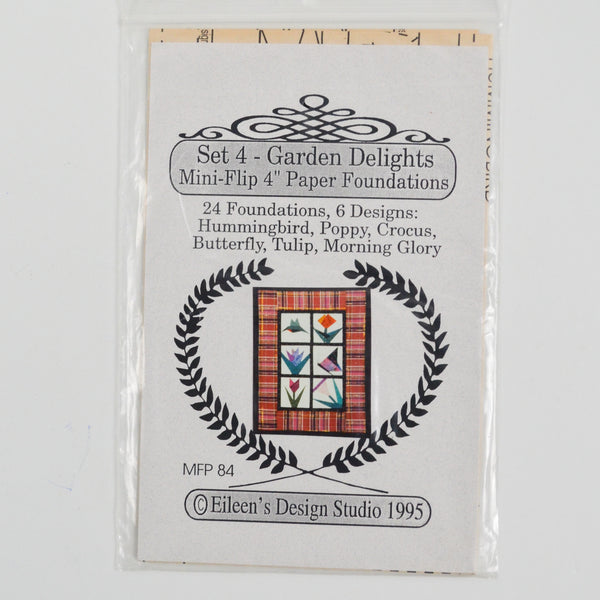 Set 4 - Garden Delights
Mini-Flip 4" Paper Foundations
24 Foundations, 6 Designs:
Hummingbird, Poppy, Crocus,
Butterfly, Tulip, Morning Glory
MFP 84
© Eileen's Design Studio 1995
HUMMINGBIRD